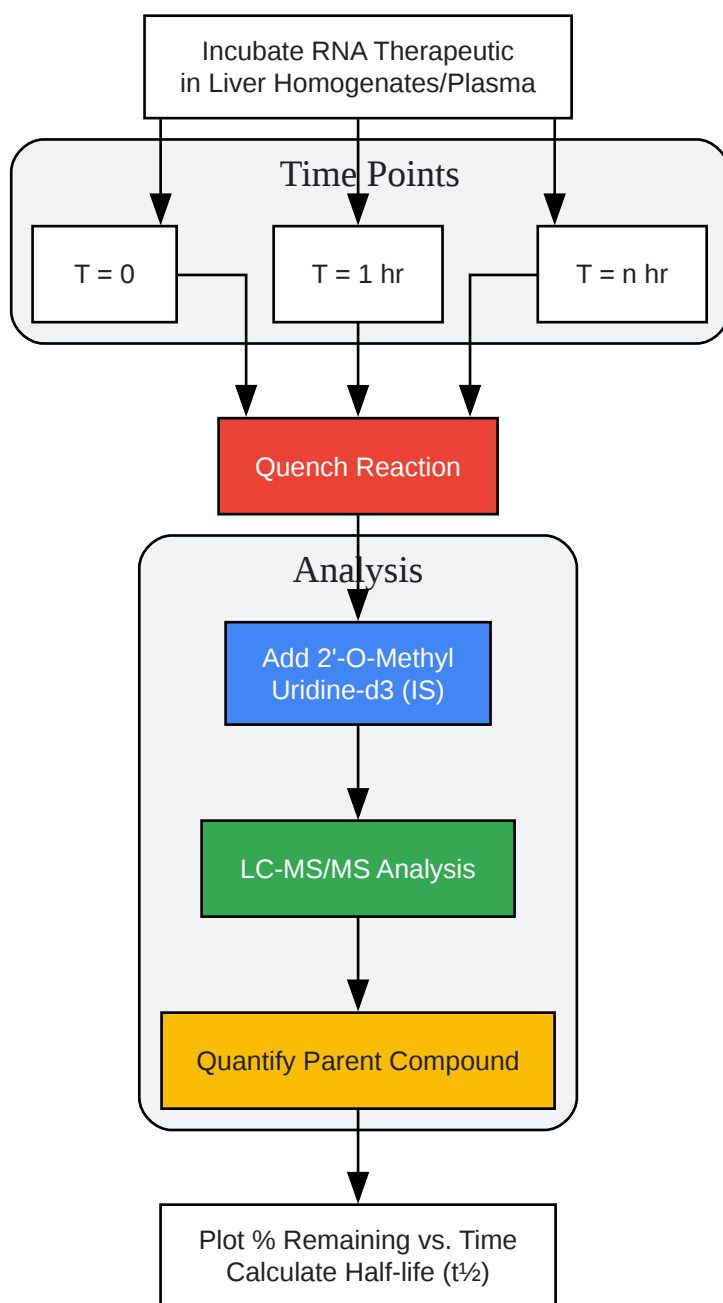 Incubate RNA Therapeutic
in Liver Homogenates/Plasma
Time Points
T = 0
T = 1 hr
T = n hr
Quench Reaction
Analysis
Add 2'-O-Methyl
Uridine-d3 (IS)
LC-MS/MS Analysis
Quantify Parent Compound
Plot % Remaining vs. Time
Calculate Half-life (t½)